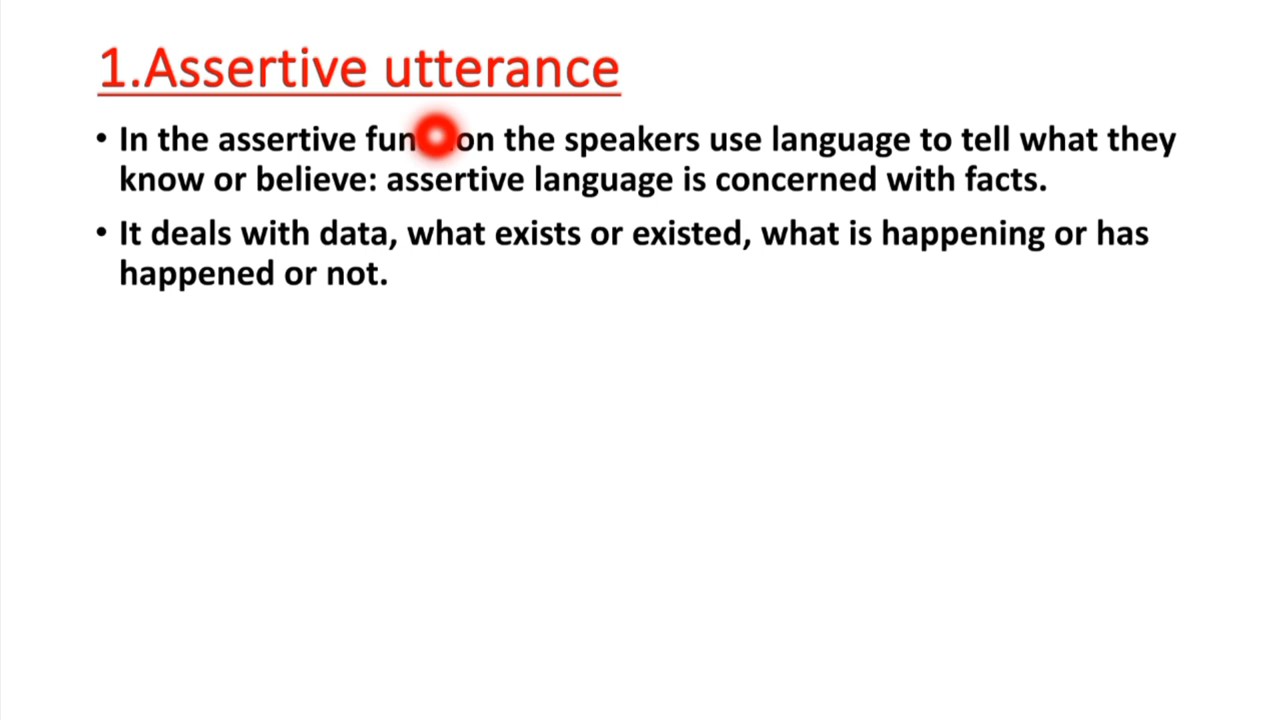 1.Assertive utterance
• In the assertive the speakers use language to tell what they
know or believe: assertive language is concerned with facts.
• It deals with data, what exists or existed, what is happening or has
happened or not.